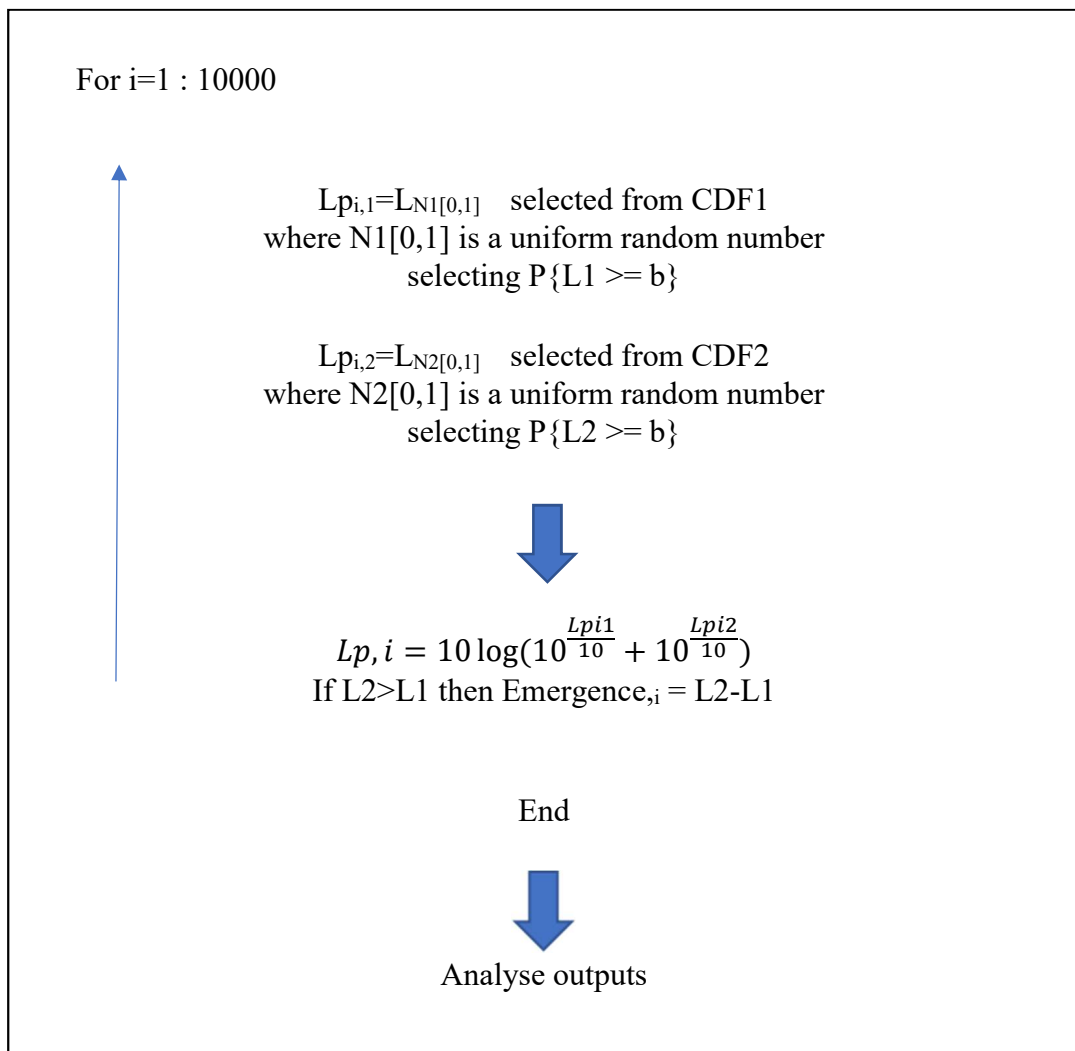 For i=1 : 10000
Lpi,1=LN1[0,1] selected from CDF1
where N1[0,1] is a uniform random number
selecting P{L1 >= b}
Lpi,2=LN2[0,1] selected from CDF2
where N2[0,1] is a uniform random number
selecting P{L2 >= b}
Lp, i = 10 log(10^(Lpi1/10) + 10^(Lpi2/10))
If L2>L1 then Emergence,i = L2-L1
End
Analyse outputs